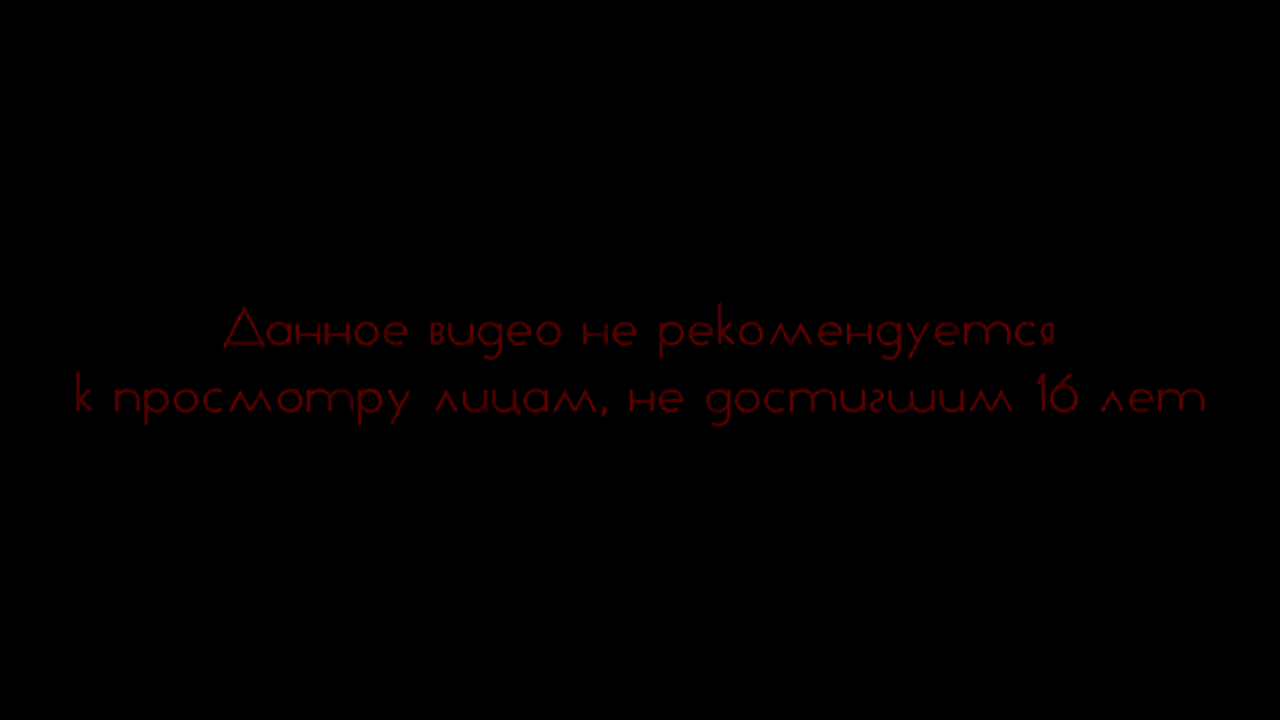 Данное видео не рекомендуется
к просмотру лицам, не достигшим 16 лет